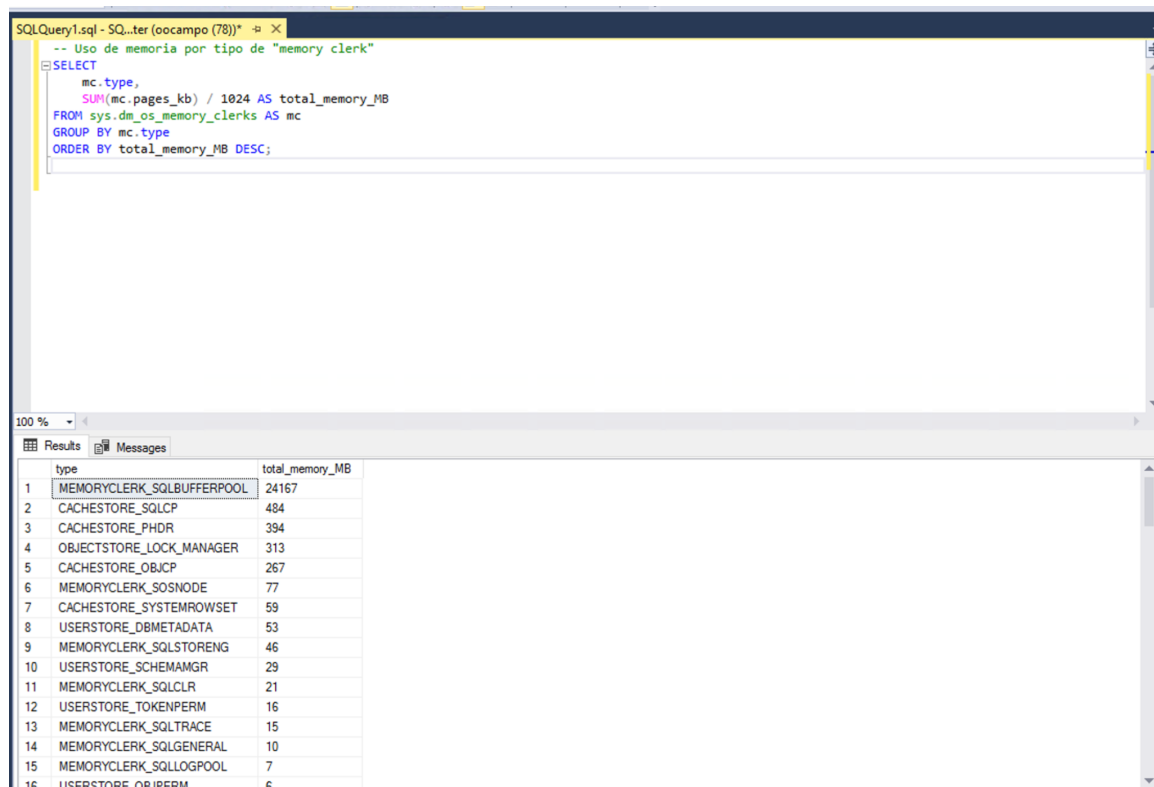 SQLQuery1.sql - SQ...ter (oocampo (78))*
-- Uso de memoria por tipo de "memory clerk"
SELECT
mc.type,
SUM(mc.pages_kb) / 1024 AS total_memory_MB
FROM sys.dm_os_memory_clerks AS mc
GROUP BY mc.type
ORDER BY total_memory_MB DESC;
100 %
Results Messages
type total_memory_MB
1 MEMORYCLERK_SQLBUFFERPOOL 24167
2 CACHESTORE_SQLCP 484
3 CACHESTORE_PHDR 394
4 OBJECTSTORE_LOCK_MANAGER 313
5 CACHESTORE_OBJCP 267
6 MEMORYCLERK_SOSNODE 77
7 CACHESTORE_SYSTEMROWSET 59
8 USERSTORE_DBMETADATA 53
9 MEMORYCLERK_SQLSTORENG 46
10 USERSTORE_SCHEMAMGR 29
11 MEMORYCLERK_SQLCLR 21
12 USERSTORE_TOKENPERM 16
13 MEMORYCLERK_SQLTRACE 15
14 MEMORYCLERK_SQLGENERAL 10
15 MEMORYCLERK_SQLLOGPOOL 7
16 USERSTORE_OBJPERM 6